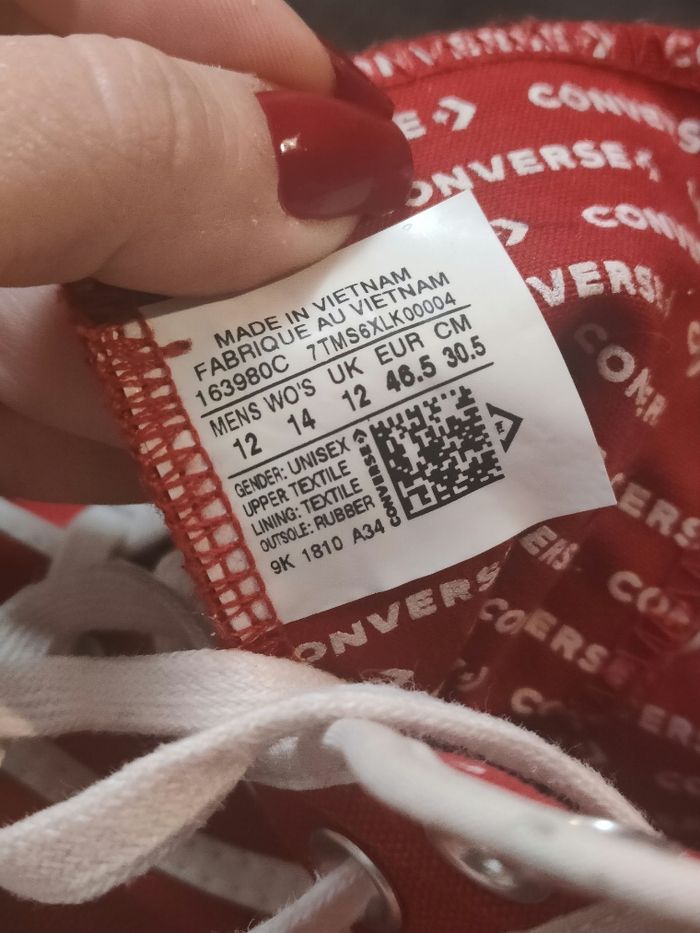 CONVERSE
CONVERSE
CONVERSE
MADE IN VIETNAM
FABRIQUE AU VIETNAM
163980C 7TMS6XLK00004
MENS WO'S UK EUR CM
12 14 12 46.5 30.5
GENDER: UNISEX
UPPER: TEXTILE
LINING: TEXTILE
OUTSOLE: RUBBER
9K 1810 A34
CONVERSE